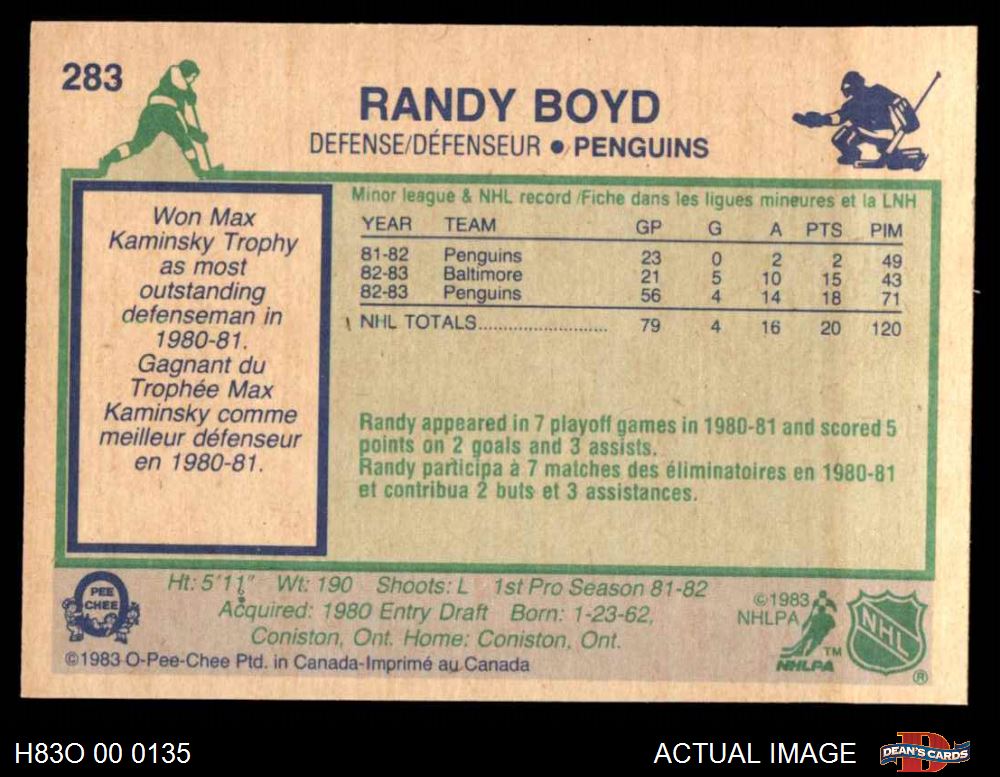 283
RANDY BOYD
DEFENSE/DÉFENSEUR • PENGUINS
Won Max
Kaminsky Trophy
as most
outstanding
defenseman in
1980-81.
Gagnant du
Trophée Max
Kaminsky comme
meilleur défenseur
en 1980-81.
Minor league & NHL record /Fiche dans les ligues mineures et la LNH
YEAR TEAM GP G A PTS PIM
81-82 Penguins 23 0 2 2 49
82-83 Baltimore 21 5 10 15 43
82-83 Penguins 56 4 14 18 71
NHL TOTALS........................... 79 4 16 20 120
Randy appeared in 7 playoff games in 1980-81 and scored 5
points on 2 goals and 3 assists.
Randy participa à 7 matches des éliminatoires en 1980-81
et contribua 2 buts et 3 assistances.
PEE
CHEE
Ht: 5'11" Wt: 190 Shoots: L 1st Pro Season 81-82
Acquired: 1980 Entry Draft Born: 1-23-62,
Coniston, Ont. Home: Coniston, Ont.
©1983 O-Pee-Chee Ptd. in Canada-Imprimé au Canada
©1983
NHLPA
NHLPA TM
NHL
®
H83O 00 0135
ACTUAL IMAGE
DEAN'S CARDS